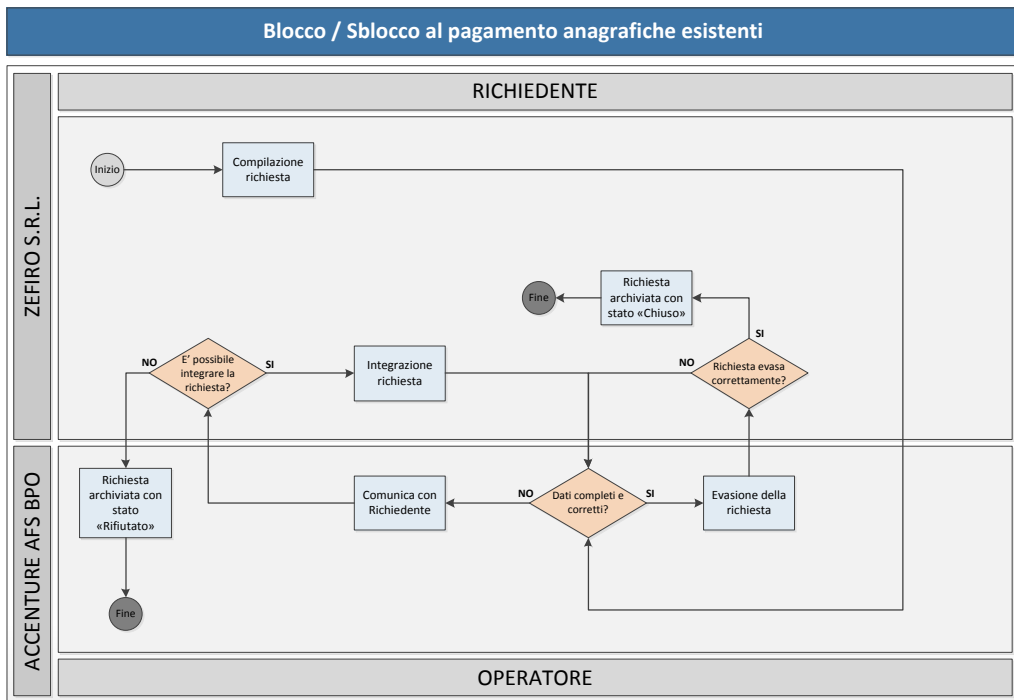 Blocco / Sblocco al pagamento anagrafiche esistenti
RICHIEDENTE
ZEFIRO S.R.L.
Inizio
Compilazione
richiesta
Fine
Richiesta
archiviata con
stato «Chiuso»
SI
NO
E' possibile
integrare la
richiesta?
SI
Integrazione
richiesta
NO
Richiesta evasa
correttamente?
ACCENTURE AFS BPO
Richiesta
archiviata con
stato
«Rifiutato»
Comunica con
Richiedente
NO
Dati completi e
corretti?
SI
Evasione della
richiesta
Fine
OPERATORE